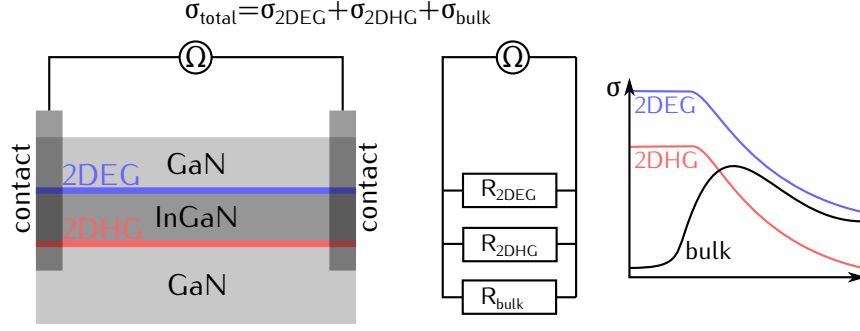 σtotal=σ2DEG+σ2DHG+σbulk
Ω
contact
GaN
2DEG
InGaN
2DHG
GaN
contact
Ω
R2DEG
R2DHG
Rbulk
σ
2DEG
2DHG
bulk